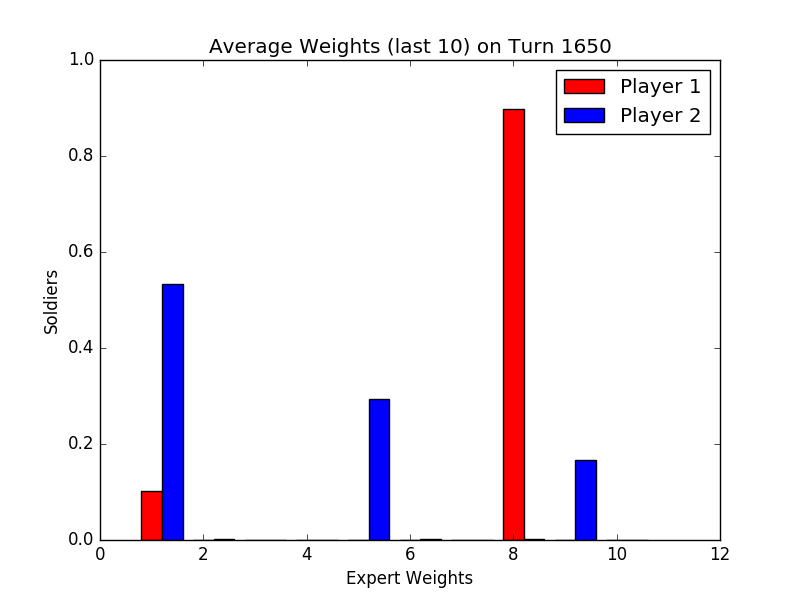 Average Weights (last 10) on Turn 1650
Player 1
Player 2
1.0
0.8
0.6
0.4
0.2
0.0
Soldiers
0 2 4 6 8 10 12
Expert Weights